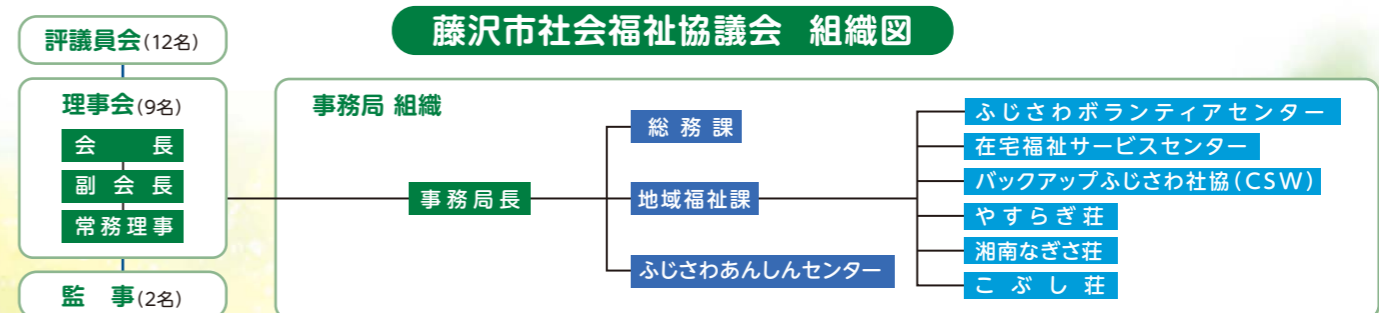 藤沢市社会福祉協議会 組織図
評議員会(12名)
理事会(9名)
会長
副会長
常務理事
監事(2名)
事務局 組織
事務局長
総務課
地域福祉課
ふじさわあんしんセンター
ふじさわボランティアセンター
在宅福祉サービスセンター
バックアップふじさわ社協(CSW)
やすらぎ荘
湘南なぎさ荘
こぶし荘